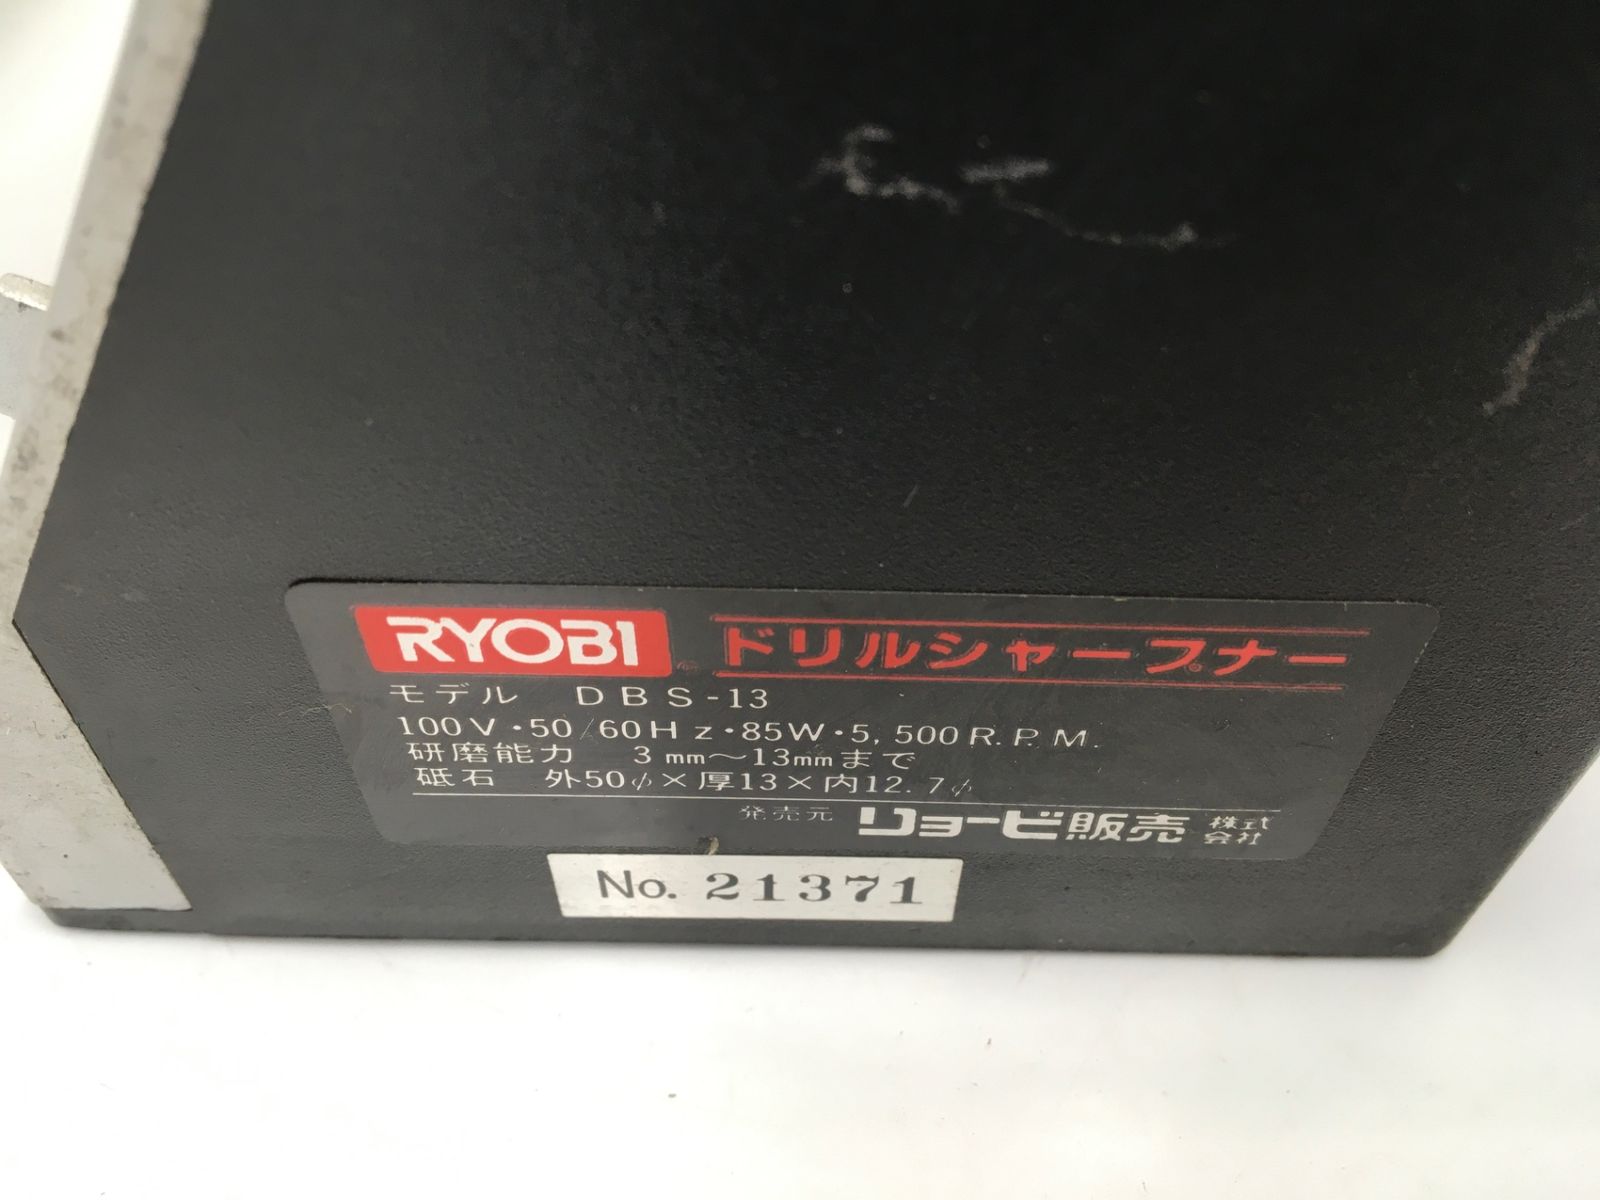 RYOBI ドリルシャープナー
モデル DBS-13
100V・50/60Hz・85W・5,500R.P.M.
研磨能力 3mm～13mmまで
砥石 外50φ×厚13×内12.7φ
発売元 リョービ販売株式会社
No. 21371